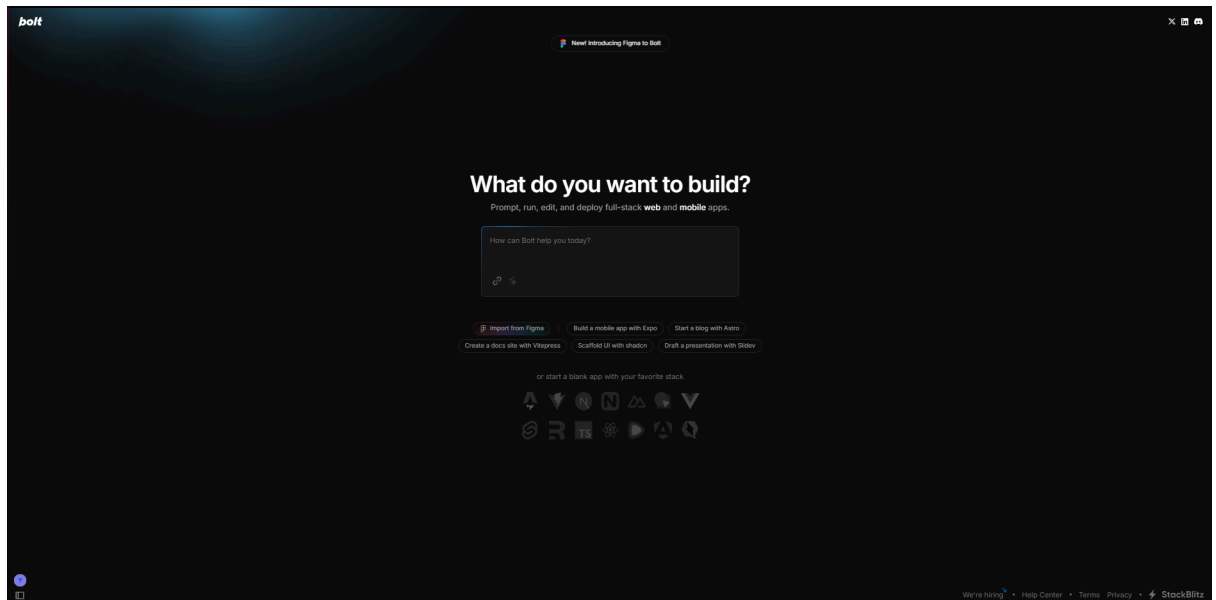 bolt
New! Introducing Figma to Bolt
What do you want to build?
Prompt, run, edit, and deploy full-stack web and mobile apps.
How can Bolt help you today?
Import from Figma
Build a mobile app with Expo
Start a blog with Astro
Create a docs site with Vitepress
Scaffold UI with shadcn
Draft a presentation with Slidev
or start a blank app with your favorite stack
N N
TS
We're hiring • Help Center • Terms Privacy • StackBlitz